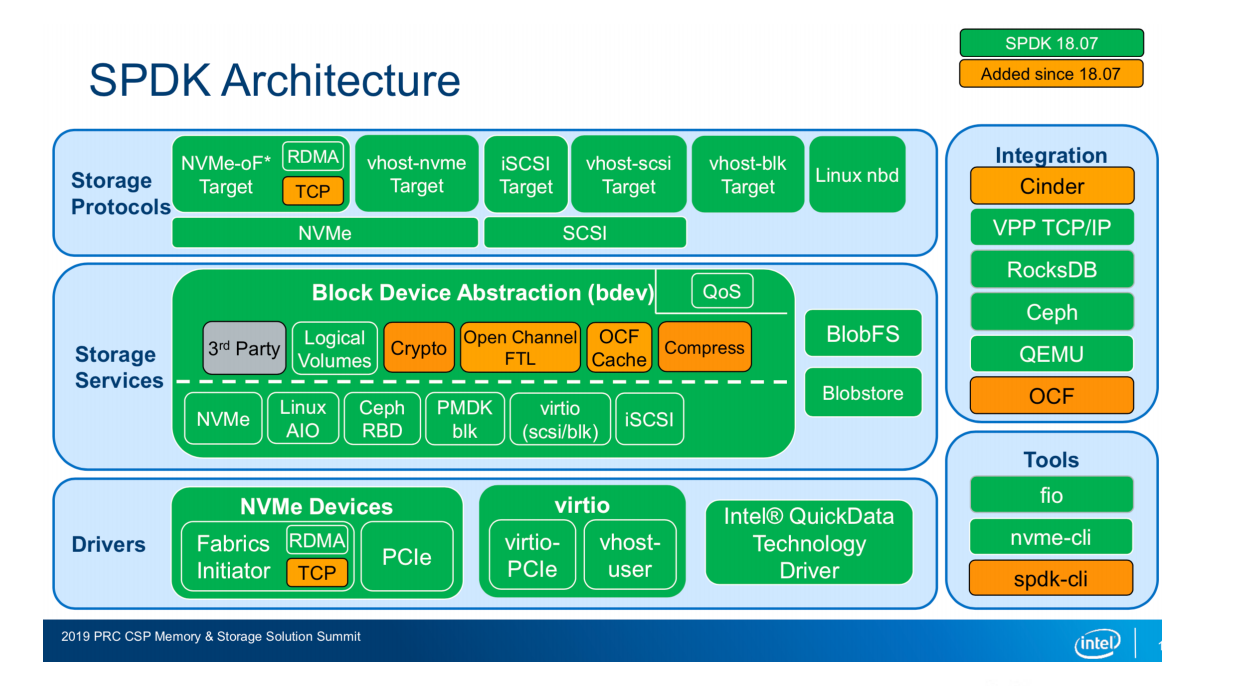 SPDK Architecture
SPDK 18.07
Added since 18.07
Storage
Protocols
NVMe-oF*
Target
RDMA
TCP
vhost-nvme
Target
iSCSI
Target
vhost-scsi
Target
vhost-blk
Target
Linux nbd
NVMe
SCSI
Storage
Services
Block Device Abstraction (bdev)
QoS
3rd Party
Logical
Volumes
Crypto
Open Channel
FTL
OCF
Cache
Compress
NVMe
Linux
AIO
Ceph
RBD
PMDK
blk
virtio
(scsi/blk)
iSCSI
BlobFS
Blobstore
Drivers
NVMe Devices
Fabrics
Initiator
RDMA
TCP
PCIe
virtio
virtio-
PCIe
vhost-
user
Intel® QuickData
Technology
Driver
Integration
Cinder
VPP TCP/IP
RocksDB
Ceph
QEMU
OCF
Tools
fio
nvme-cli
spdk-cli
2019 PRC CSP Memory & Storage Solution Summit
intel